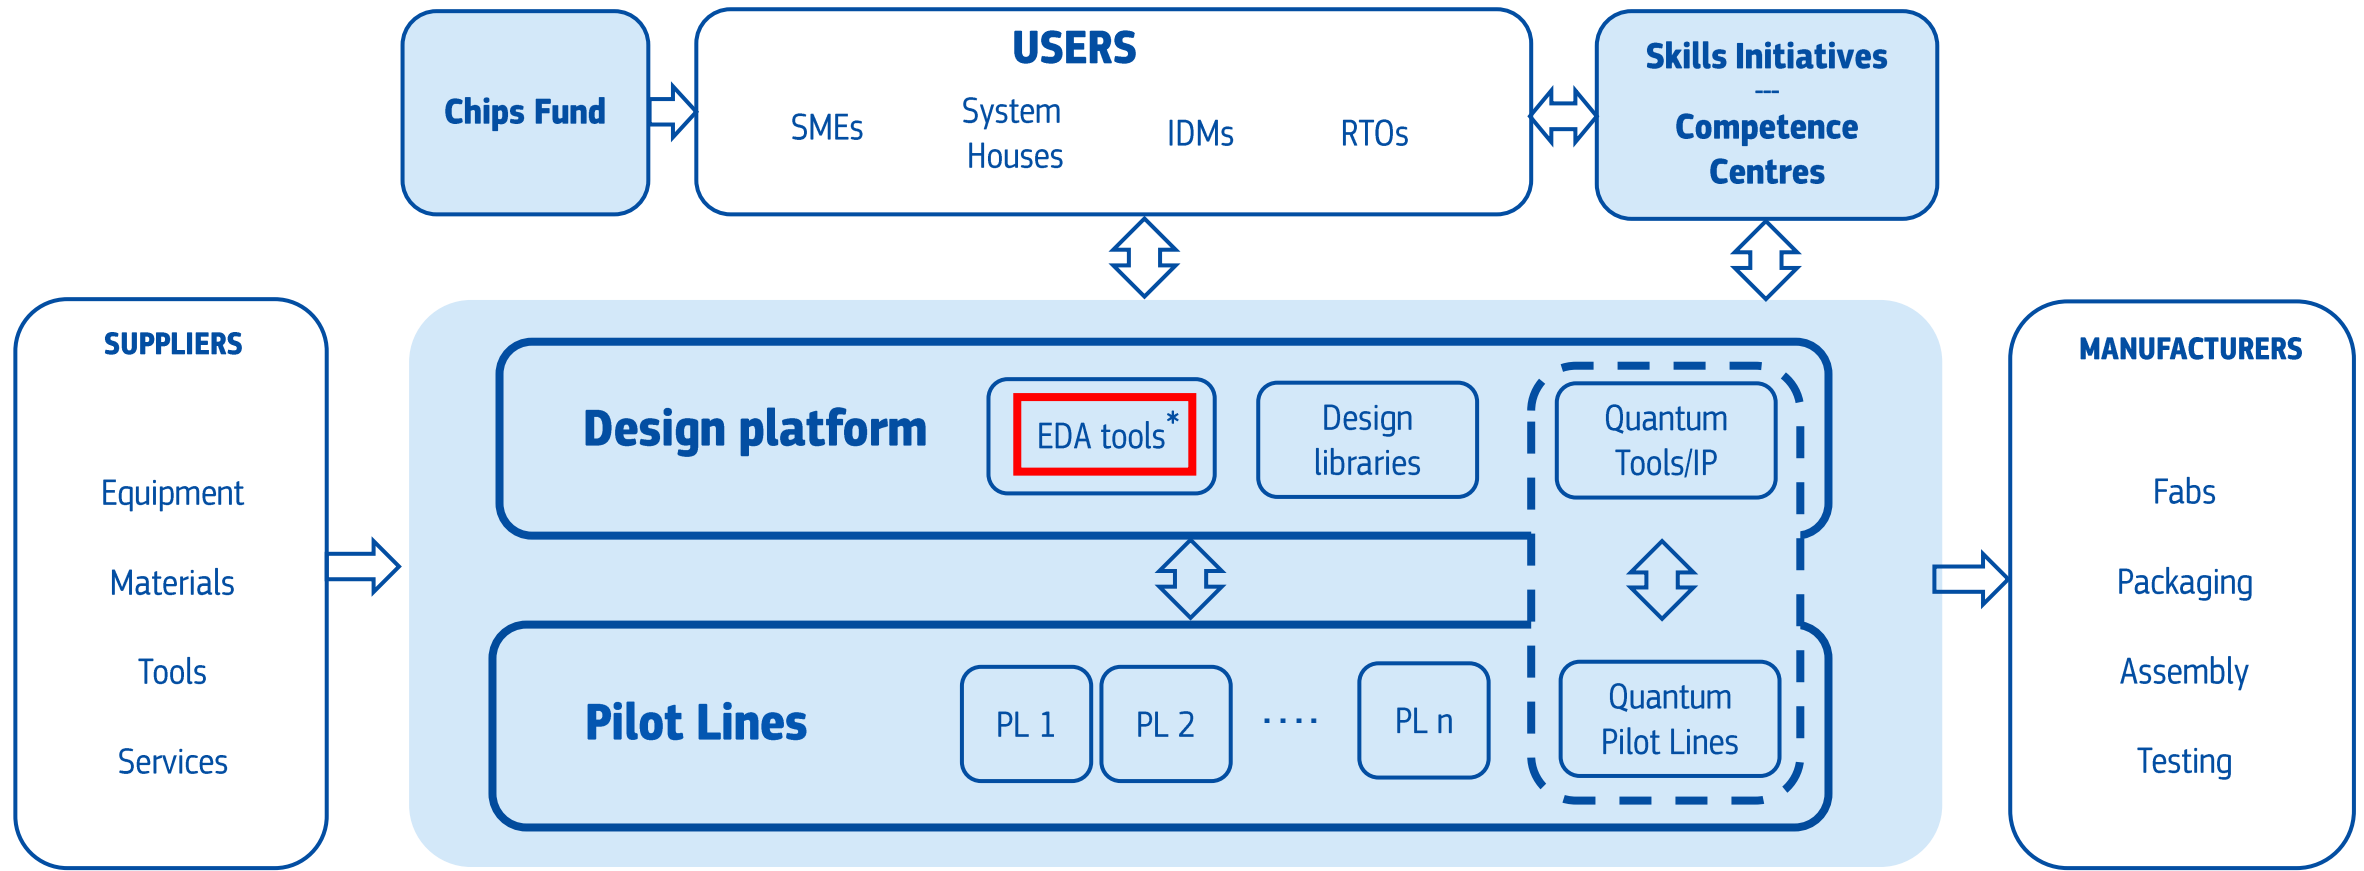 Chips Fund
USERS
SMEs
System
Houses
IDMs
RTOs
Skills Initiatives
---
Competence
Centres
SUPPLIERS
Equipment
Materials
Tools
Services
Design platform
EDA tools*
Design
libraries
Quantum
Tools/IP
Pilot Lines
PL 1
PL 2
....
PL n
Quantum
Pilot Lines
MANUFACTURERS
Fabs
Packaging
Assembly
Testing